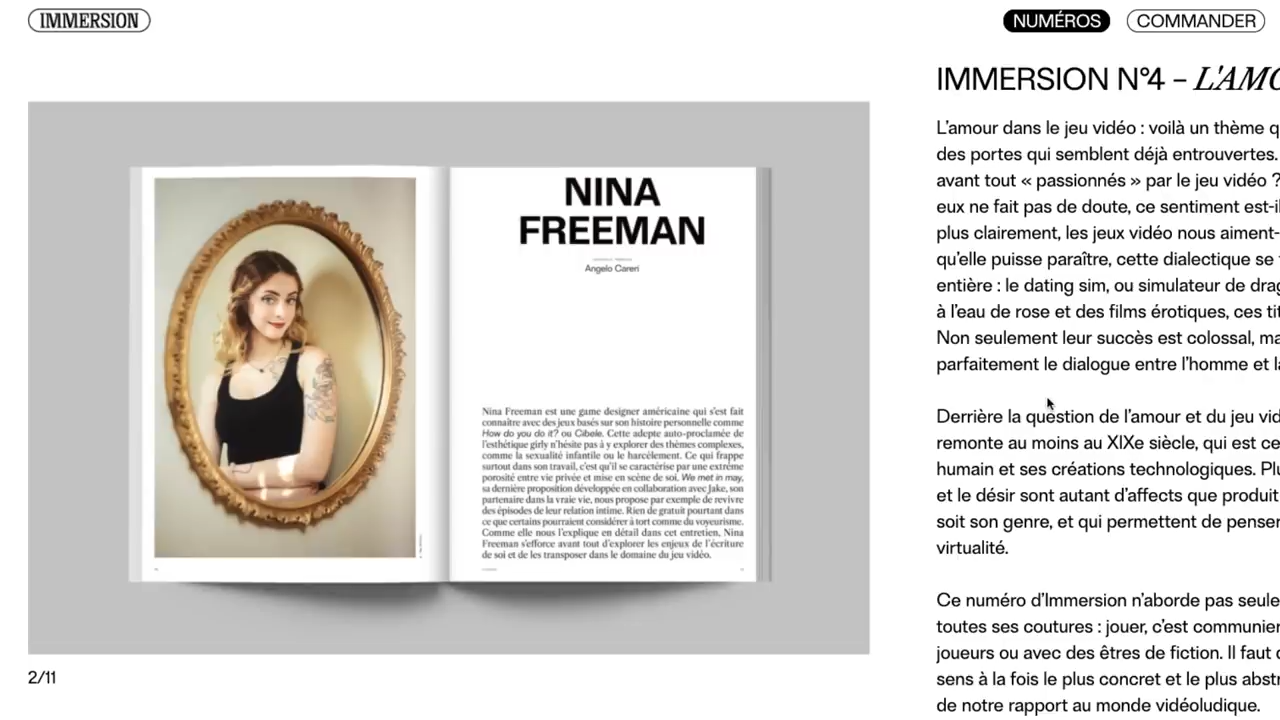 IMMERSION
NUMÉROS
COMMANDER
NINA
FREEMAN
Angelo Careri
Nina Freeman est une game designer américaine qui s'est fait
connaître avec des jeux basés sur son histoire personnelle comme
How do you do it? ou Cibele. Cette adepte auto-proclamée de
l'esthétique girly n'hésite pas à y explorer des thèmes complexes,
comme la sexualité infantile ou le harcèlement. Ce qui frappe
surtout dans son travail, c'est qu'il se caractérise par une extrême
porosité entre vie privée et mise en scène de soi. We met in may,
sa dernière proposition développée en collaboration avec Jake, son
partenaire dans la vraie vie, nous propose par exemple de revivre
des épisodes de leur relation intime. Rien de gratuit pourtant dans
ce que certains pourraient considérer à tort comme du voyeurisme.
Comme elle nous l'explique en détail dans cet entretien, Nina
Freeman s'efforce avant tout d'explorer les enjeux de l'écriture
de soi et de les transposer dans le domaine du jeu vidéo.
2/11
IMMERSION N°4 – L'AMO
L'amour dans le jeu vidéo : voilà un thème q
des portes qui semblent déjà entrouvertes.
avant tout « passionnés » par le jeu vidéo ?
eux ne fait pas de doute, ce sentiment est-il
plus clairement, les jeux vidéo nous aiment-
qu'elle puisse paraître, cette dialectique se
entière : le dating sim, ou simulateur de drag
à l'eau de rose et des films érotiques, ces tit
Non seulement leur succès est colossal, ma
parfaitement le dialogue entre l'homme et la
Derrière la question de l'amour et du jeu vid
remonte au moins au XIXe siècle, qui est ce
humain et ses créations technologiques. Plu
et le désir sont autant d'affects que produit
soit son genre, et qui permettent de penser
virtualité.
Ce numéro d'Immersion n'aborde pas seule
toutes ses coutures : jouer, c'est communier
joueurs ou avec des êtres de fiction. Il faut
sens à la fois le plus concret et le plus abstr
de notre rapport au monde vidéoludique.